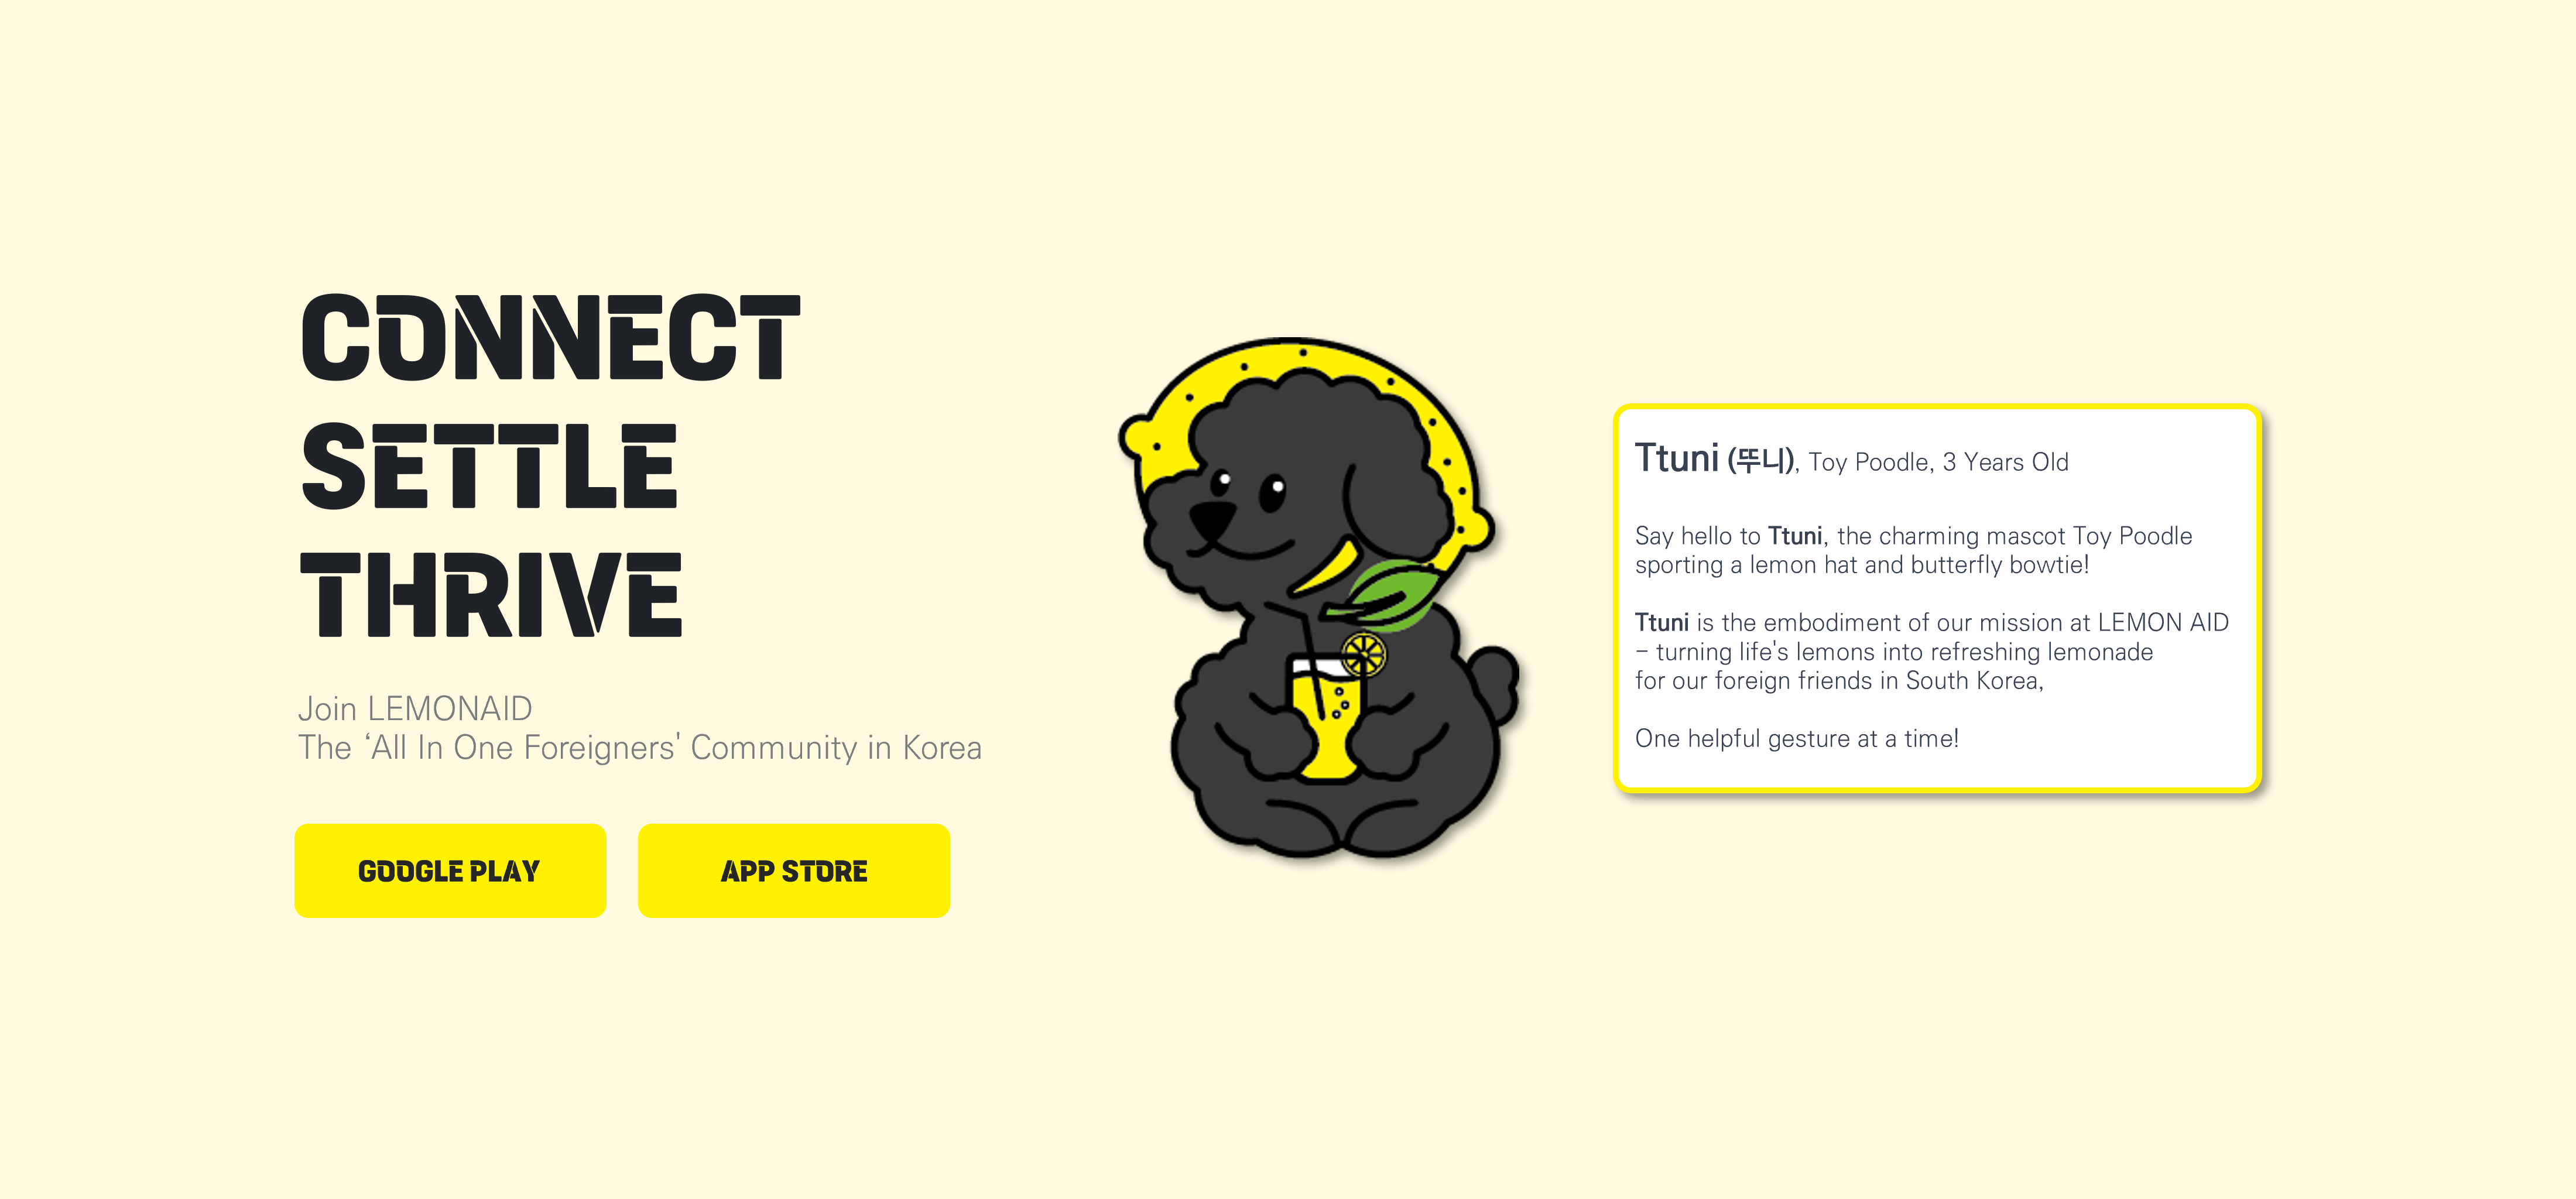 CONNECT
SETTLE
THRIVE
Join LEMONAID
The ‘All In One Foreigners' Community in Korea
GOOGLE PLAY
APP STORE
Ttuni (뚜니), Toy Poodle, 3 Years Old
Say hello to Ttuni, the charming mascot Toy Poodle
sporting a lemon hat and butterfly bowtie!
Ttuni is the embodiment of our mission at LEMON AID
- turning life's lemons into refreshing lemonade
for our foreign friends in South Korea,
One helpful gesture at a time!